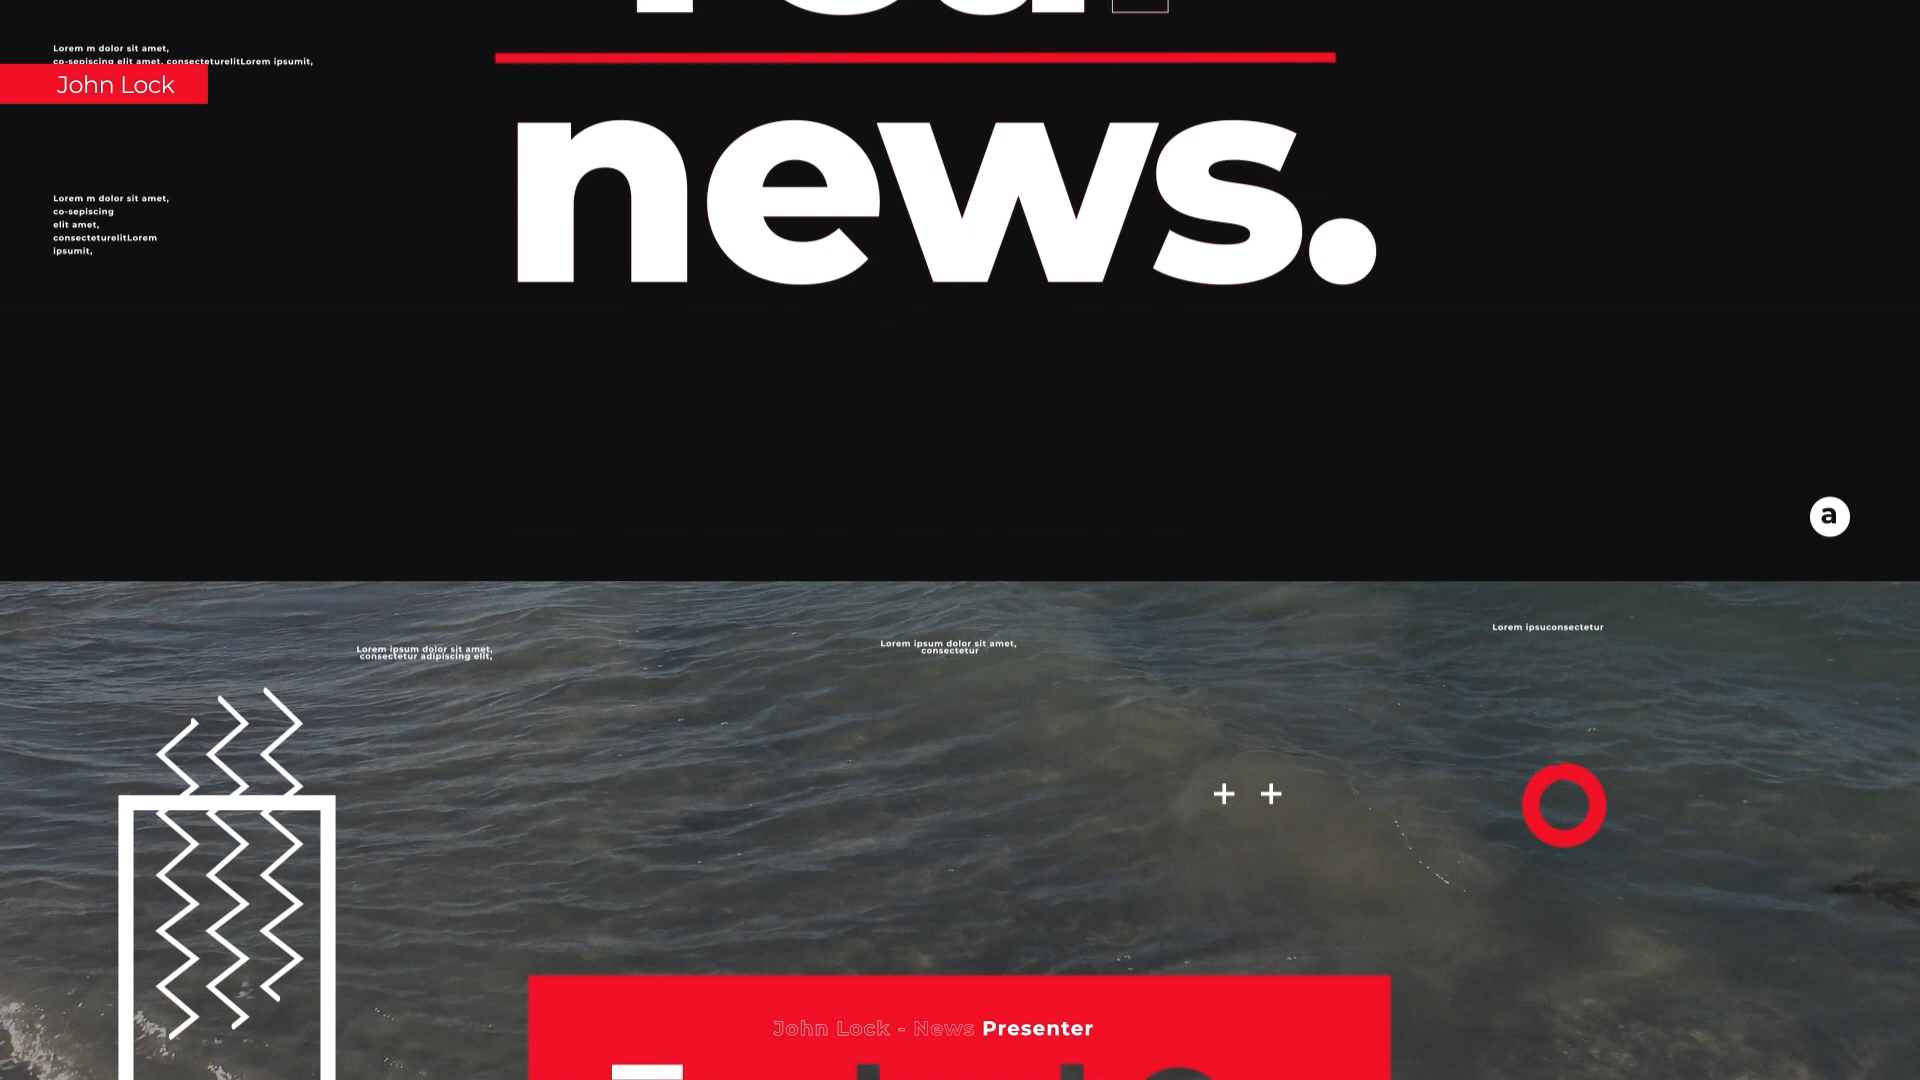 Lorem m dolor sit amet,
co-sepiscing elit amet, consecteturelitLorem ipsumit,
John Lock
news.
Lorem m dolor sit amet,
co-sepiscing
elit amet,
consecteturelitLorem
ipsumit,
a
Lorem ipsum dolor sit amet,
consectetur adipiscing elit,
Lorem ipsum dolor sit amet,
consectetur
Lorem ipsuconsectetur
John Lock - News Presenter